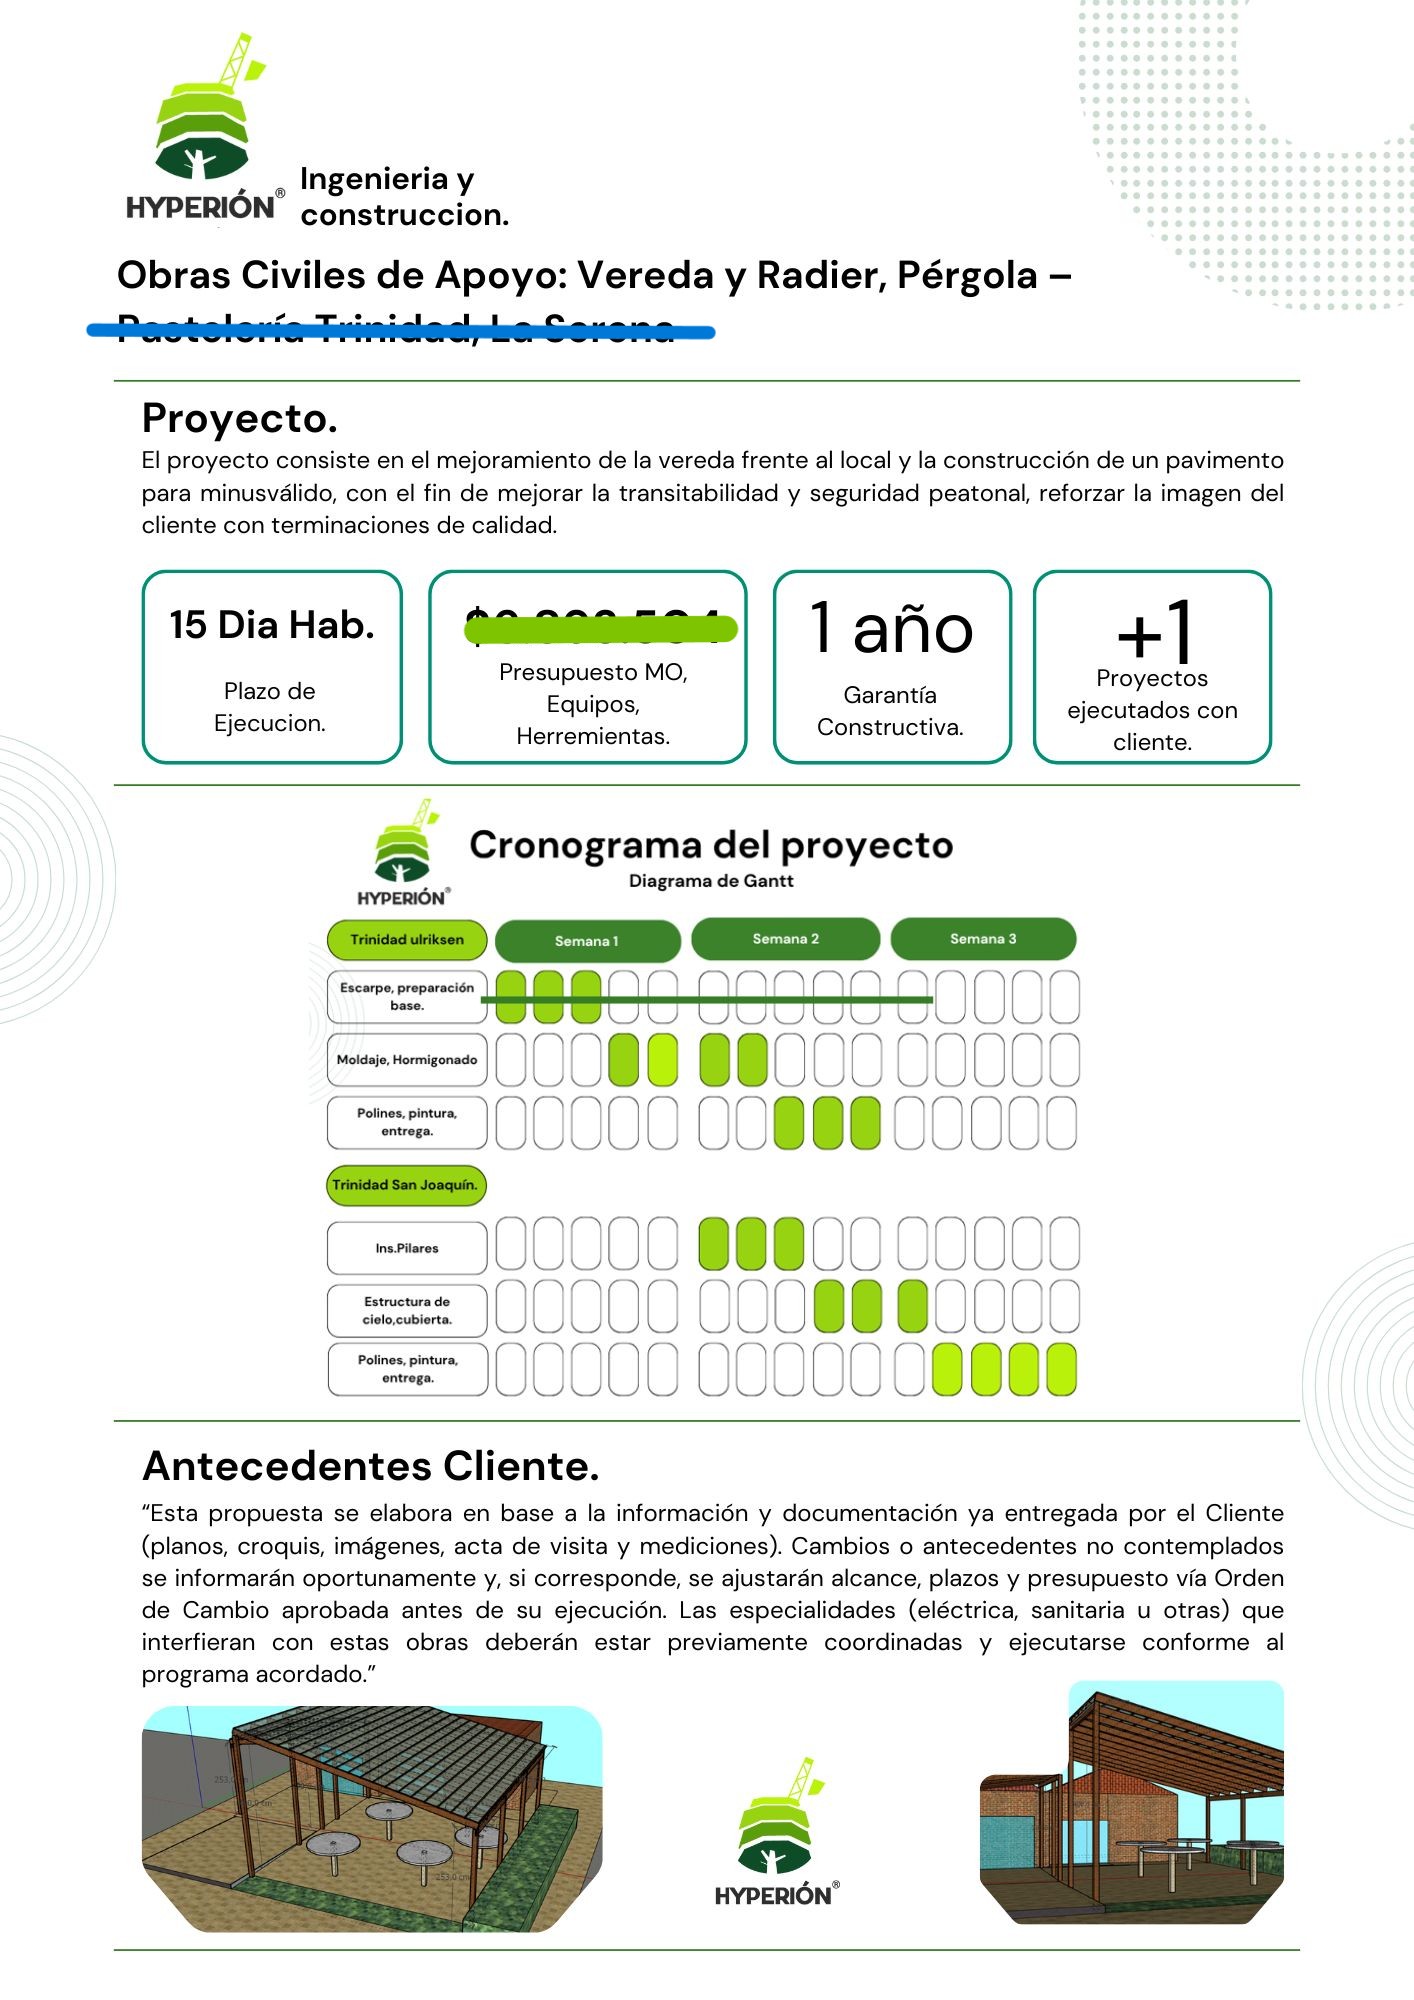 HYPERIÓN®
Ingenieria y
construccion.
Obras Civiles de Apoyo: Vereda y Radier, Pérgola –
Pastelería Trinidad, La Serena
Proyecto.
El proyecto consiste en el mejoramiento de la vereda frente al local y la construcción de un pavimento
para minusválido, con el fin de mejorar la transitabilidad y seguridad peatonal, reforzar la imagen del
cliente con terminaciones de calidad.
15 Dia Hab.
Plazo de
Ejecucion.
Presupuesto MO,
Equipos,
Herremientas.
1 año
Garantía
Constructiva.
+1
Proyectos
ejecutados con
cliente.
HYPERIÓN®
Cronograma del proyecto
Diagrama de Gantt
Trinidad ulriksen
Semana 1
Semana 2
Semana 3
Escarpe, preparación
base.
Moldaje, Hormigonado
Polines, pintura,
entrega.
Trinidad San Joaquín.
Ins.Pilares
Estructura de
cielo,cubierta.
Polines, pintura,
entrega.
Antecedentes Cliente.
“Esta propuesta se elabora en base a la información y documentación ya entregada por el Cliente
(planos, croquis, imágenes, acta de visita y mediciones). Cambios o antecedentes no contemplados
se informarán oportunamente y, si corresponde, se ajustarán alcance, plazos y presupuesto vía Orden
de Cambio aprobada antes de su ejecución. Las especialidades (eléctrica, sanitaria u otras) que
interfieran con estas obras deberán estar previamente coordinadas y ejecutarse conforme al
programa acordado.”
253,0 cm
HYPERIÓN®